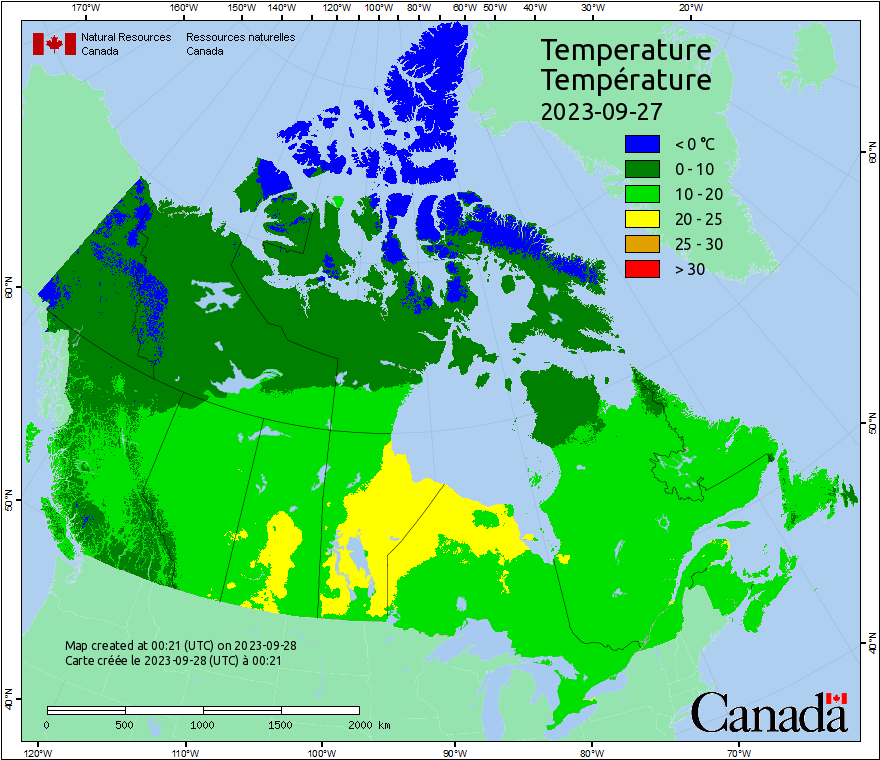 170°W 160°W 150°W 140°W 120°W 110°W 100°W 90°W 80°W 60°W 50°W 40°W 30°W 20°W
Natural Resources Ressources naturelles
Canada Canada
Temperature
Température
2023-09-27
< 0 °C
0 - 10
10 - 20
20 - 25
25 - 30
> 30
60°N
60°N
50°N
50°N
40°N
40°N
Map created at 00:21 (UTC) on 2023-09-28
Carte créée le 2023-09-28 (UTC) à 00:21
0 500 1000 1500 2000 km
Canada
120°W 110°W 100°W 90°W 80°W 70°W